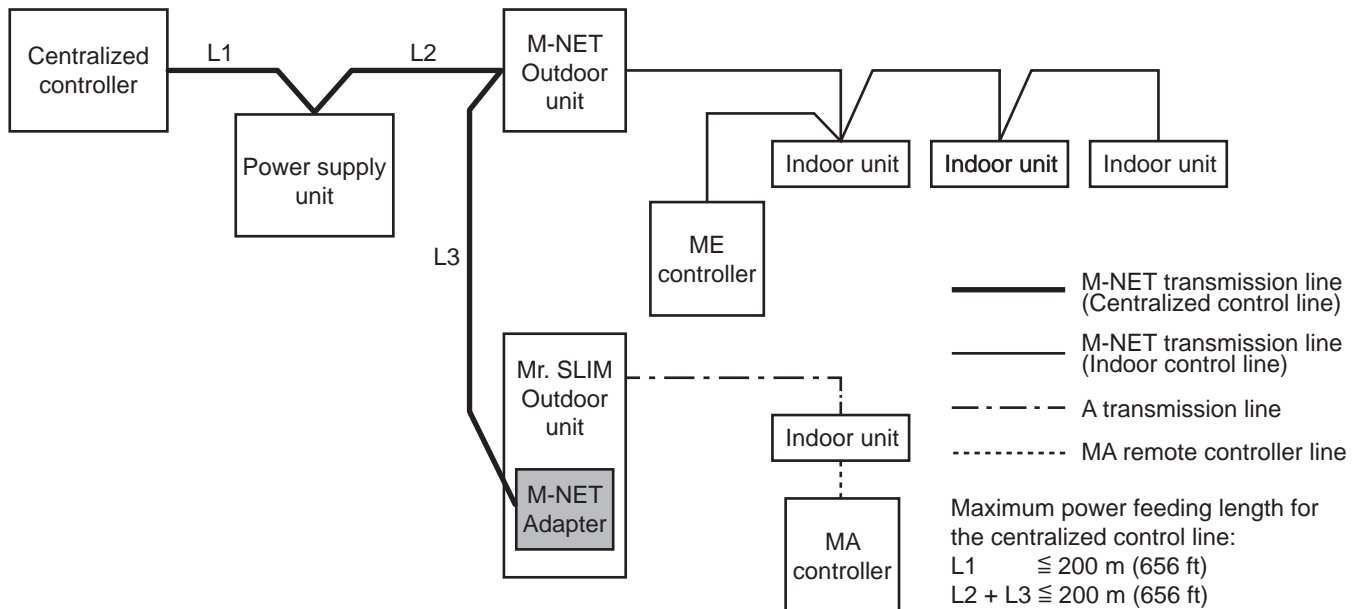 Centralized
controller
L1
L2
Power supply
unit
M-NET
Outdoor
unit
Indoor unit
Indoor unit
Indoor unit
ME
controller
L3
Mr. SLIM
Outdoor
unit
M-NET
Adapter
Indoor unit
MA
controller
M-NET transmission line
(Centralized control line)
M-NET transmission line
(Indoor control line)
A transmission line
MA remote controller line
Maximum power feeding length for
the centralized control line:
L1 ≦ 200 m (656 ft)
L2 + L3 ≦ 200 m (656 ft)